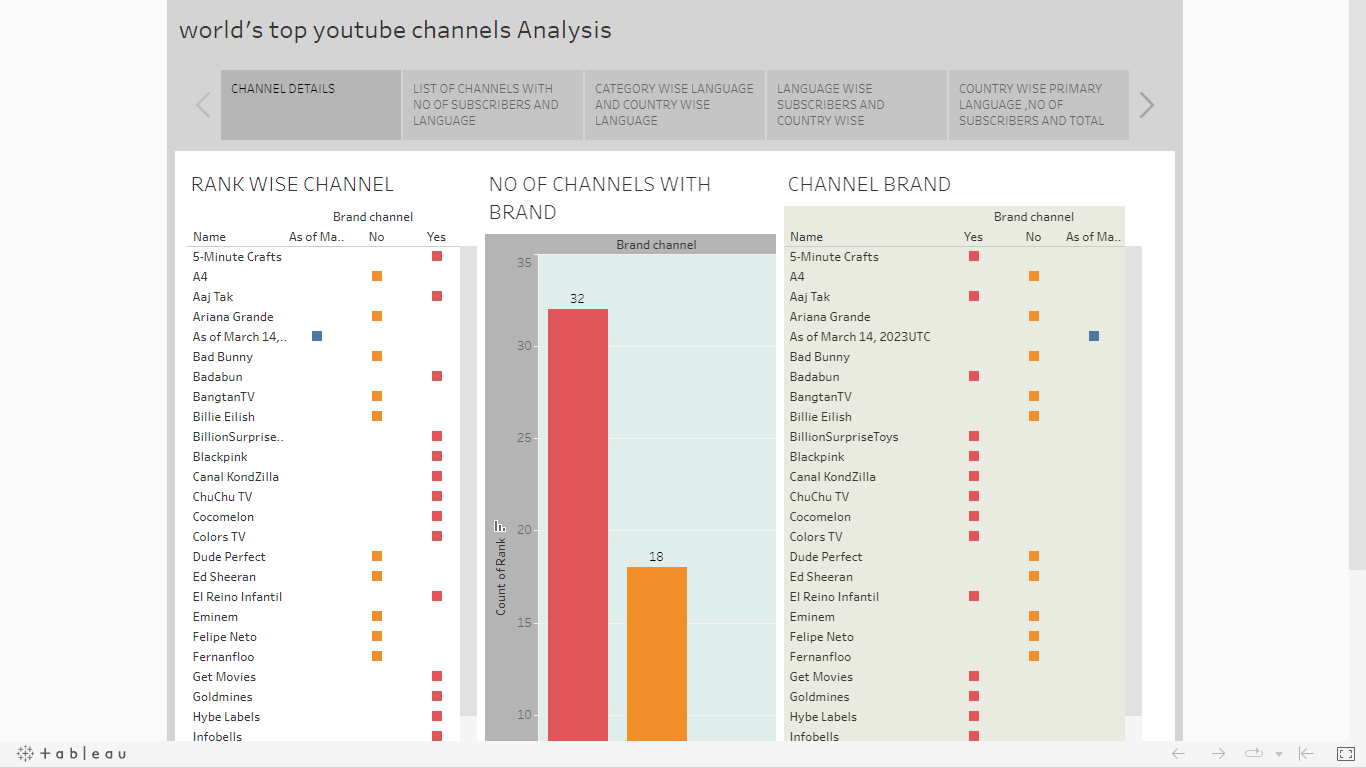 world's top youtube channels Analysis
CHANNEL DETAILS
LIST OF CHANNELS WITH
NO OF SUBSCRIBERS AND
LANGUAGE
CATEGORY WISE LANGUAGE
AND COUNTRY WISE
LANGUAGE
LANGUAGE WISE
SUBSCRIBERS AND
COUNTRY WISE
COUNTRY WISE PRIMARY
LANGUAGE ,NO OF
SUBSCRIBERS AND TOTAL
RANK WISE CHANNEL
Brand channel
Name As of Ma.. No Yes
5-Minute Crafts
A4
Aaj Tak
Ariana Grande
As of March 14,..
Bad Bunny
Badabun
BangtanTV
Billie Eilish
BillionSurprise..
Blackpink
Canal KondZilla
ChuChu TV
Cocomelon
Colors TV
Dude Perfect
Ed Sheeran
El Reino Infantil
Eminem
Felipe Neto
Fernanfloo
Get Movies
Goldmines
Hybe Labels
Infobells
NO OF CHANNELS WITH
BRAND
Brand channel
35
32
30
25
20
18
15
10
Count of Rank
CHANNEL BRAND
Brand channel
Name Yes No As of Ma..
5-Minute Crafts
A4
Aaj Tak
Ariana Grande
As of March 14, 2023UTC
Bad Bunny
Badabun
BangtanTV
Billie Eilish
BillionSurpriseToys
Blackpink
Canal KondZilla
ChuChu TV
Cocomelon
Colors TV
Dude Perfect
Ed Sheeran
El Reino Infantil
Eminem
Felipe Neto
Fernanfloo
Get Movies
Goldmines
Hybe Labels
Infobells
+ableau